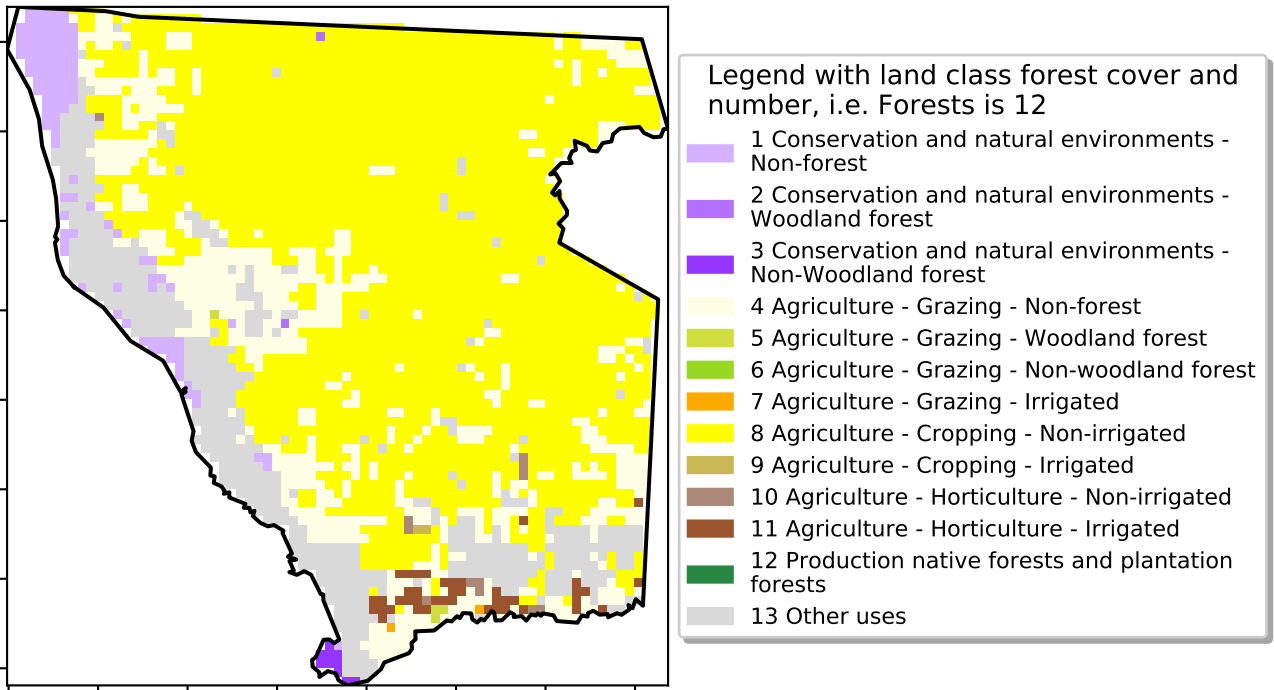 Legend with land class forest cover and
number, i.e. Forests is 12
1 Conservation and natural environments -
Non-forest
2 Conservation and natural environments -
Woodland forest
3 Conservation and natural environments -
Non-Woodland forest
4 Agriculture - Grazing - Non-forest
5 Agriculture - Grazing - Woodland forest
6 Agriculture - Grazing - Non-woodland forest
7 Agriculture - Grazing - Irrigated
8 Agriculture - Cropping - Non-irrigated
9 Agriculture - Cropping - Irrigated
10 Agriculture - Horticulture - Non-irrigated
11 Agriculture - Horticulture - Irrigated
12 Production native forests and plantation
forests
13 Other uses